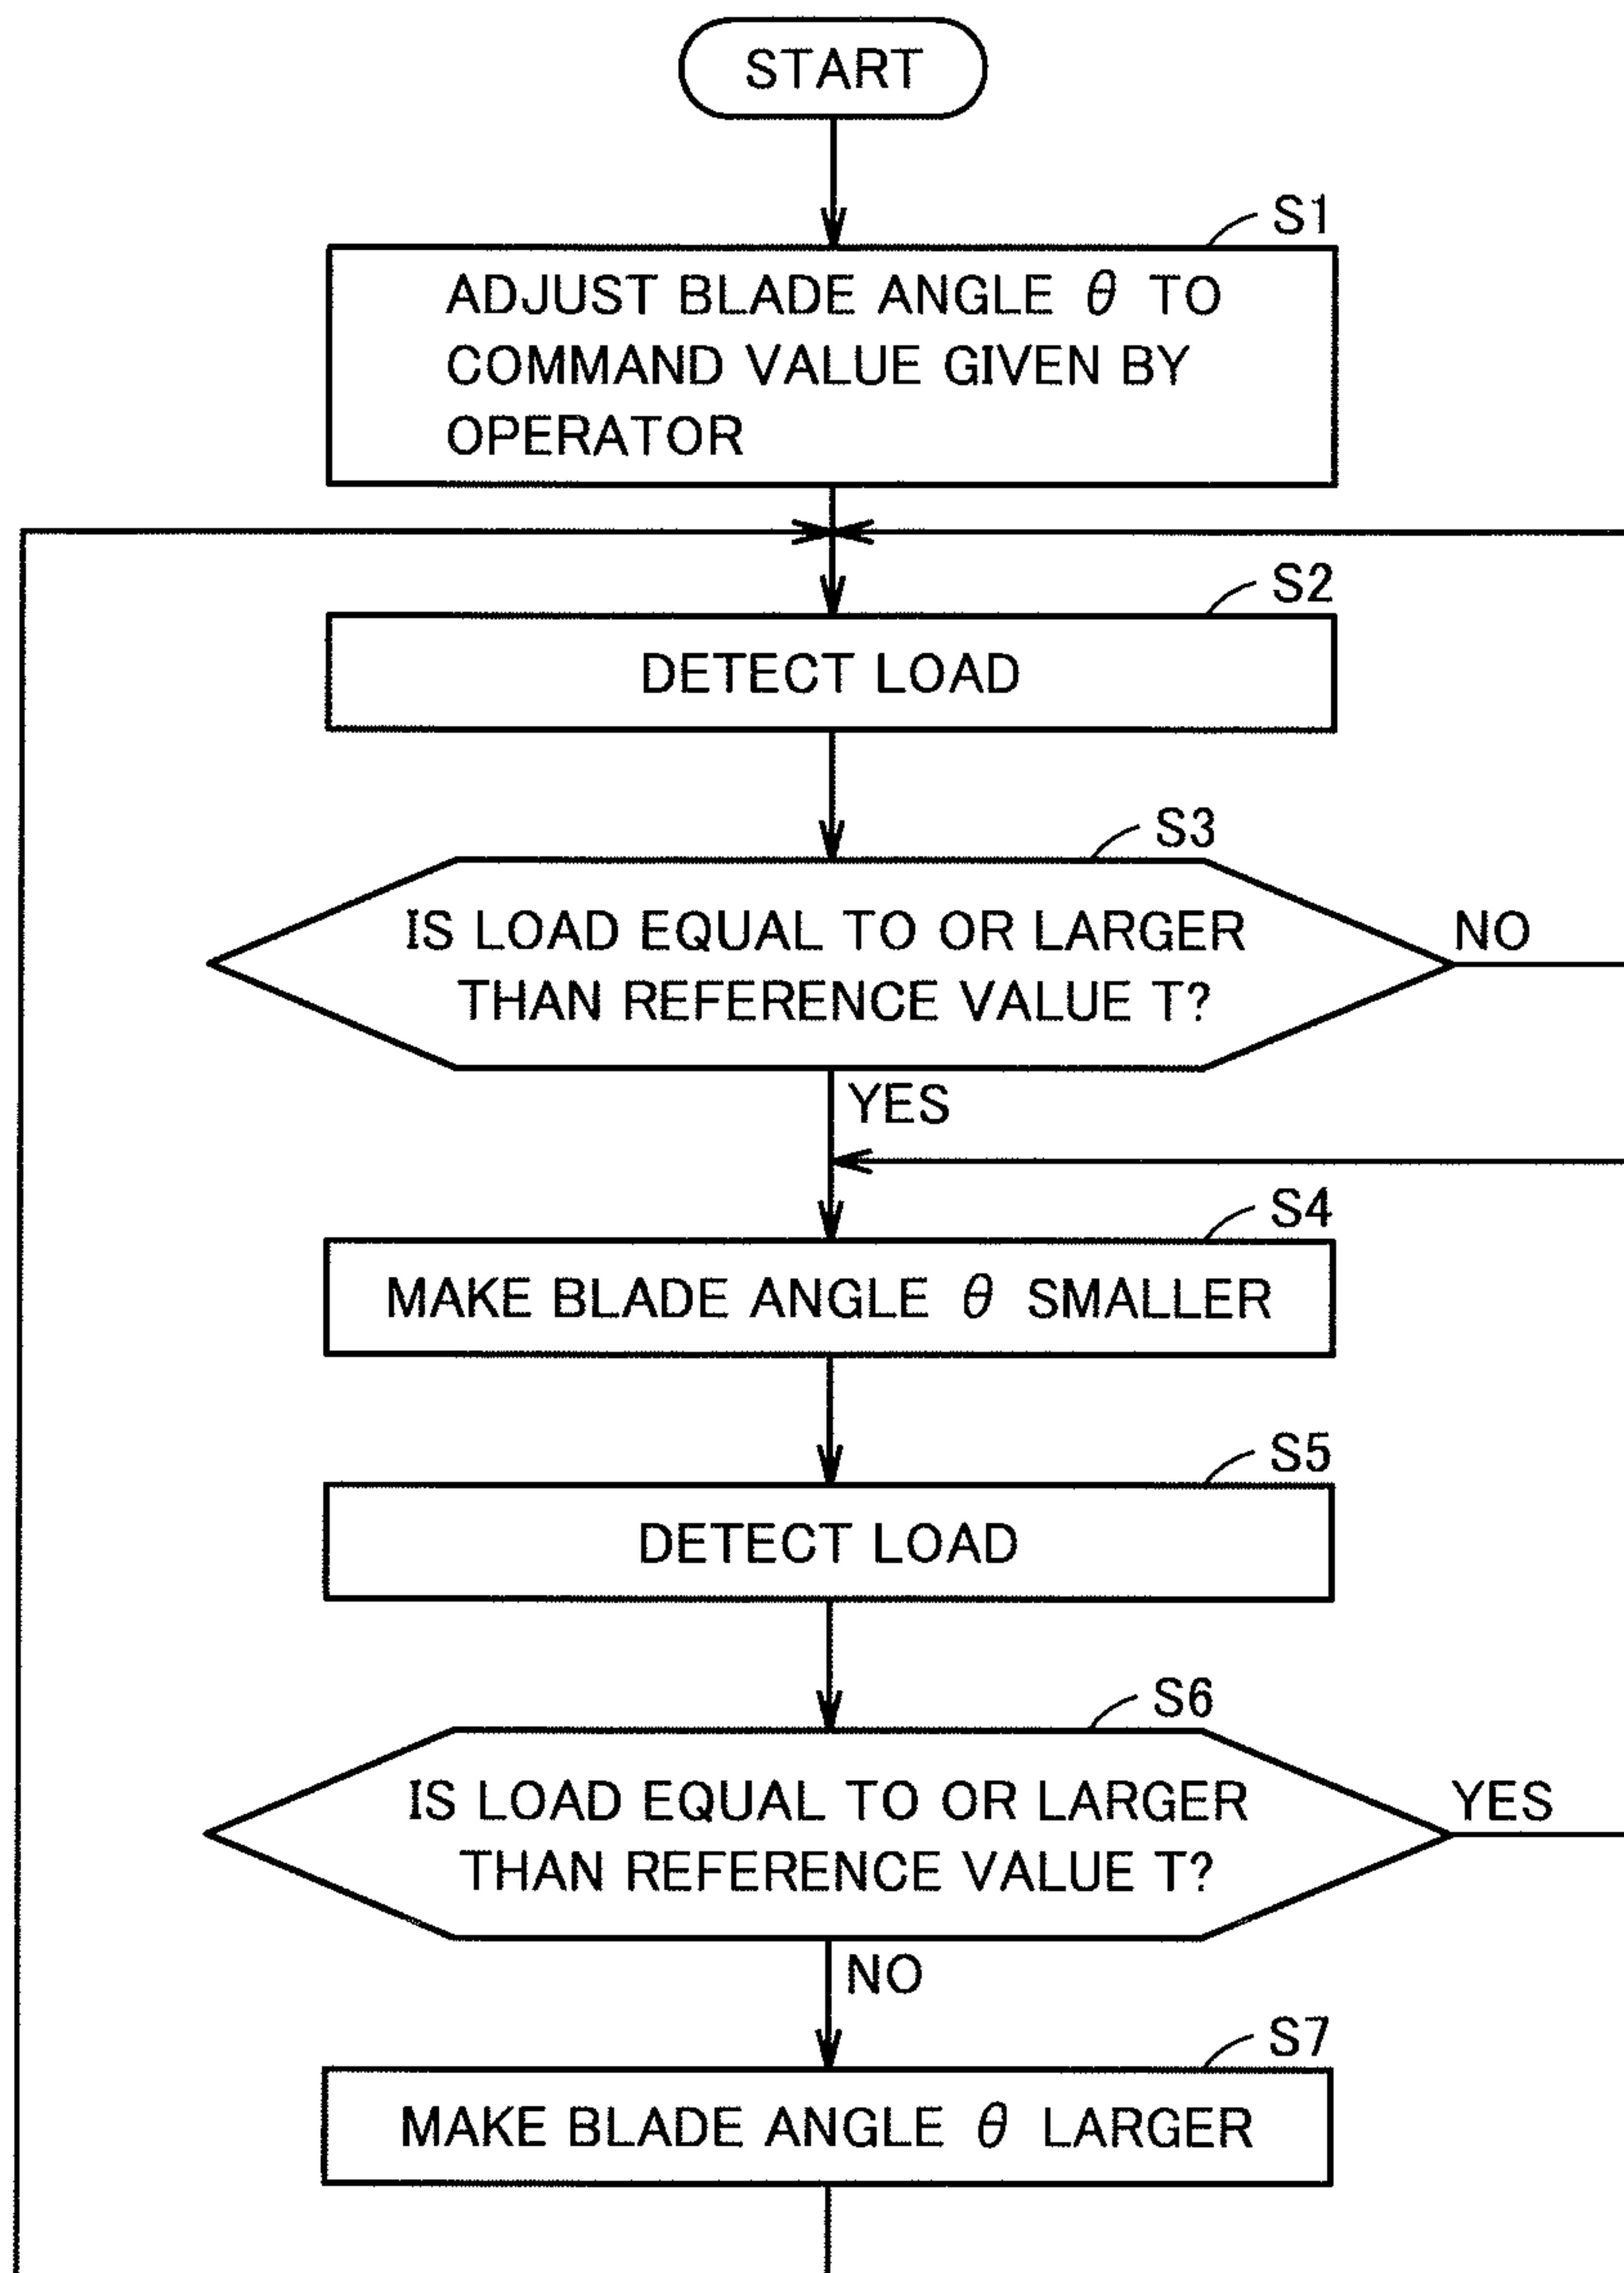 START
S1
ADJUST BLADE ANGLE θ TO
COMMAND VALUE GIVEN BY
OPERATOR
S2
DETECT LOAD
S3
IS LOAD EQUAL TO OR LARGER
THAN REFERENCE VALUE T?
NO
YES
S4
MAKE BLADE ANGLE θ SMALLER
S5
DETECT LOAD
S6
IS LOAD EQUAL TO OR LARGER
THAN REFERENCE VALUE T?
YES
NO
S7
MAKE BLADE ANGLE θ LARGER